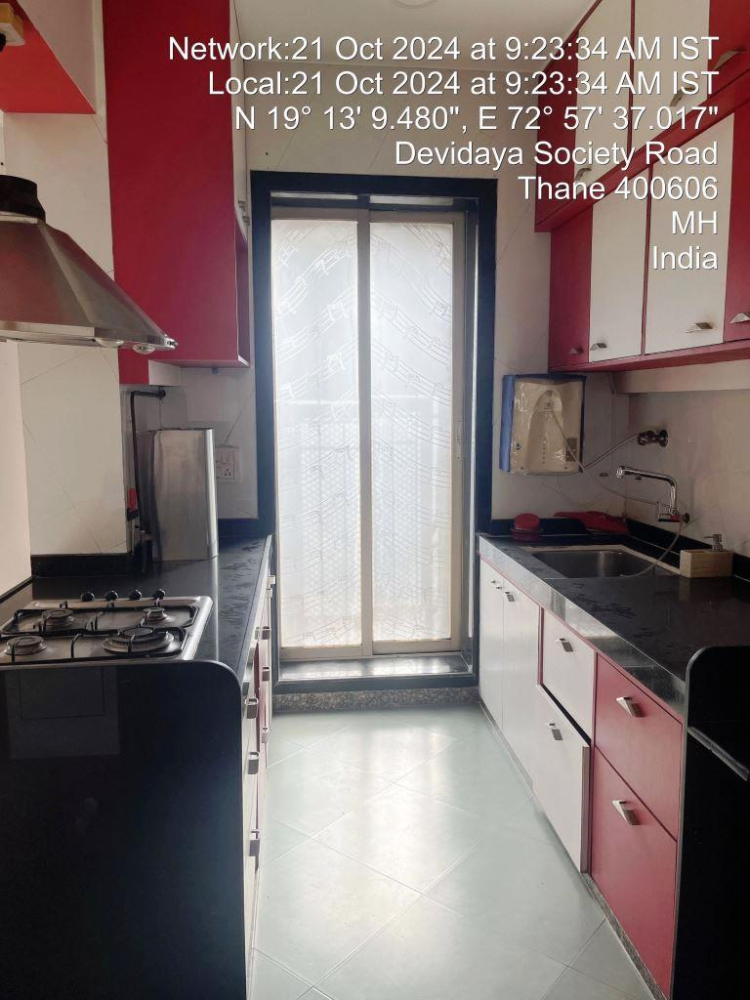 Network:21 Oct 2024 at 9:23:34 AM IST
Local:21 Oct 2024 at 9:23:34 AM IST
N 19° 13' 9.480", E 72° 57' 37.017"
Devidaya Society Road
Thane 400606
MH
India